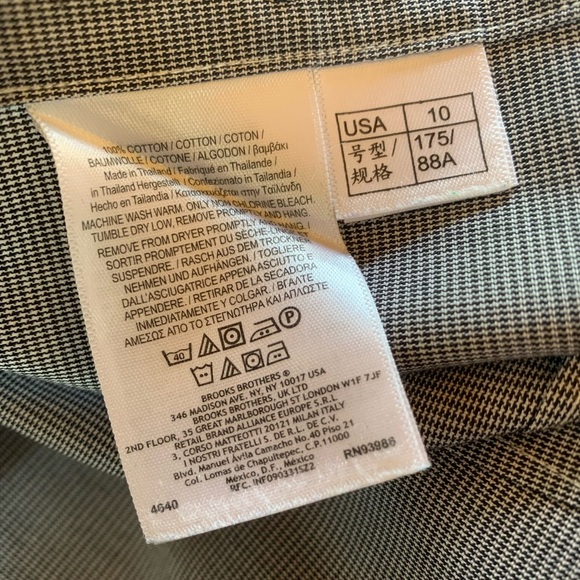 100% COTTON / COTTON / COTON /
BAUMWOLLE / COTONE / ALGODON / βαμβάκι
Made in Thailand / Fabriqué en Thailande /
in Thailand Hergestellt / Confezionato in Tailandia /
Hecho en Tailandia / Κατασκευάζεται στην Ταϊλάνδη
MACHINE WASH WARM. ONLY NON CHLORINE BLEACH.
TUMBLE DRY LOW. REMOVE PROMPTLY AND HANG.
REMOVE FROM DRYER PROMPTLY AND HANG. /
SORTIR PROMPTEMENT DU SÈCHE-LINGE ET
SUSPENDRE. / RASCH AUS DEM TROCKNER
NEHMEN UND AUFHÄNGEN. / TOGLIERE
DALL'ASCIUGATRICE APPENA ASCIUTTO E
APPENDERE. / RETIRAR DE LA SECADORA
INMEDIATAMENTE Y COLGAR. / ΒΓΑΛΤΕ
ΑΜΕΣΩΣ ΑΠΟ ΤΟ ΣΤΕΓΝΩΤΗΡΑ ΚΑΙ ΑΠΛΩΣΤΕ
40 P
BROOKS BROTHERS ®
346 MADISON AVE. NY, NY 10017 USA
BROOKS BROTHERS, UK LTD
2ND FLOOR, 35 GREAT MARLBOROUGH ST LONDON W1F 7JF
RETAIL BRAND ALLIANCE EUROPE S.R.L
3, CORSO MATTEOTTI 20121 MILAN ITALY
I NOSTRI FRATELLI S. DE R.L. DE C.V.
Blvd. Manuel Ávila Camacho No. 40 Piso 21
Col. Lomas de Chapultepec, C.P.11000
México, D.F., México
RFC. INF090331SZ2
RN93986
4640
USA 10
号型/ 175/
规格 88A